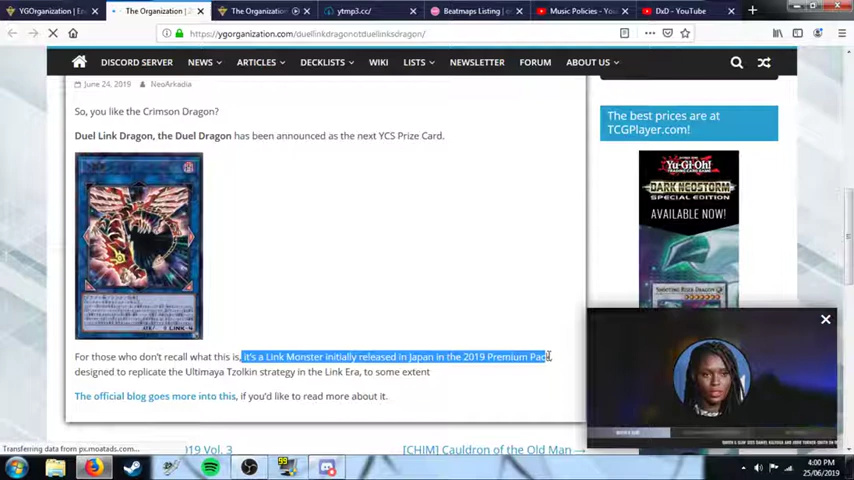 YGOrganization | Ez
The Organization |
The Organization
ytmp3.cc/
Beatmaps Listing |
Music Policies - You
DxD - YouTube
https://ygorganization.com/duellinkdragonotduellinksdragon/
DISCORD SERVER
NEWS
ARTICLES
DECKLISTS
WIKI
LISTS
NEWSLETTER
FORUM
ABOUT US
June 24, 2019
NeoArkadia
So, you like the Crimson Dragon?
Duel Link Dragon, the Duel Dragon has been announced as the next YCS Prize Card.
The best prices are at
TCGPlayer.com!
Yu-Gi-Oh!
DARK NEOSTORM
SPECIAL EDITION
AVAILABLE NOW!
LINK-4
For those who don't recall what this is, it's a Link Monster initially released in Japan in the 2019 Premium Pac
designed to replicate the Ultimaya Tzolkin strategy in the Link Era, to some extent
The official blog goes more into this, if you'd like to read more about it.
2019 Vol. 3
[CHIM] Cauldron of the Old Man →
Transferring data from px.moatads.com...
4:00 PM
25/06/2019